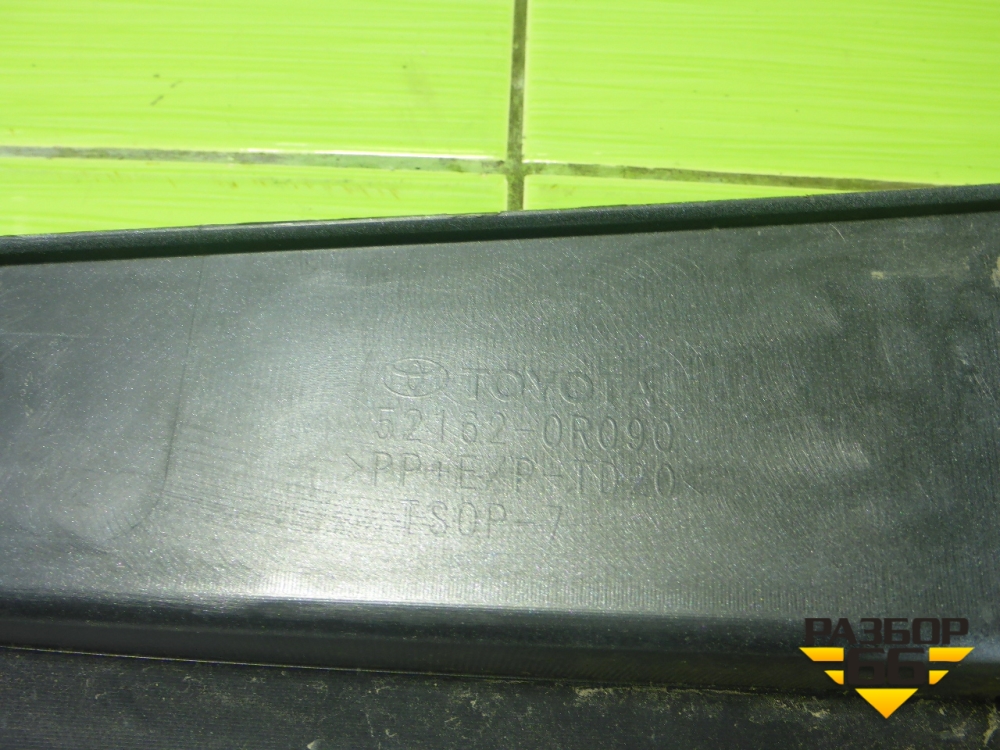 TOYOTA
52162-0R090
>PP+E/P-TD20<
TSOP-7
РАЗБОР
66